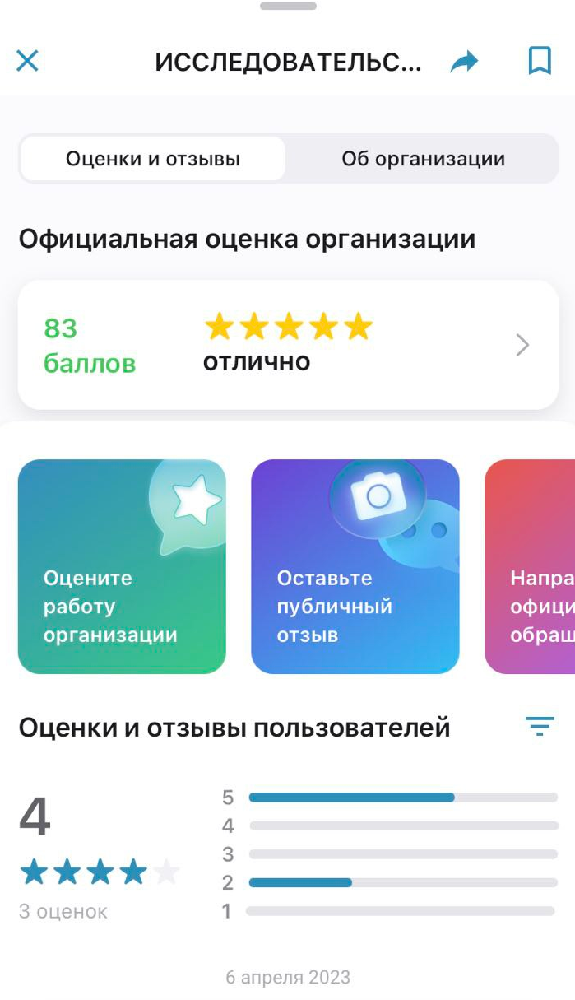 ИССЛЕДОВАТЕЛЬС...
Оценки и отзывы
Об организации
Официальная оценка организации
83
баллов
отлично
Оцените
работу
организации
Оставьте
публичный
отзыв
Напра
офици
обращ
Оценки и отзывы пользователей
4
3 оценок
5
4
3
2
1
6 апреля 2023